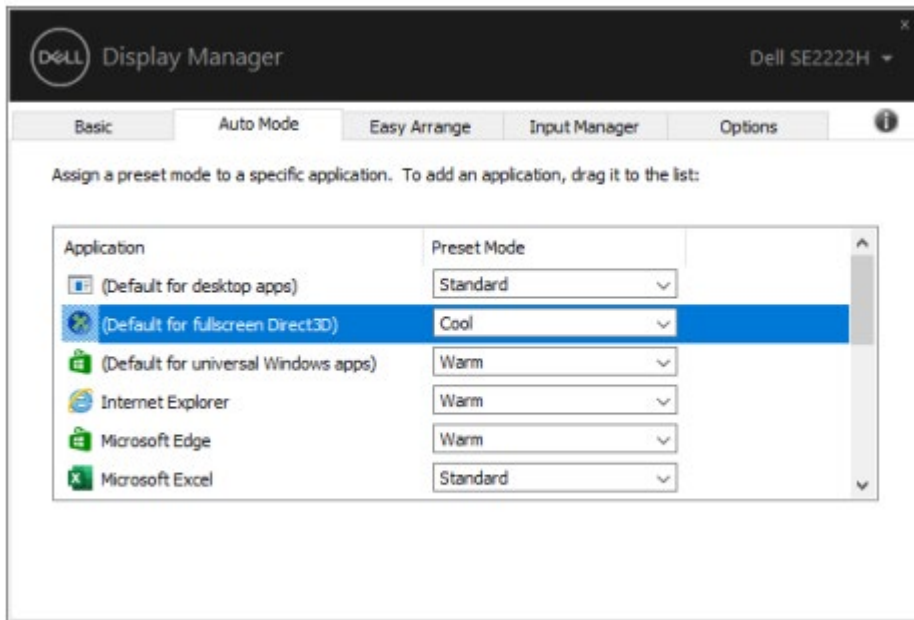 DELL Display Manager
Dell SE2222H
Basic Auto Mode Easy Arrange Input Manager Options
Assign a preset mode to a specific application. To add an application, drag it to the list:
Application Preset Mode
(Default for desktop apps) Standard
(Default for fullscreen Direct3D) Cool
(Default for universal Windows apps) Warm
Internet Explorer Warm
Microsoft Edge Warm
Microsoft Excel Standard